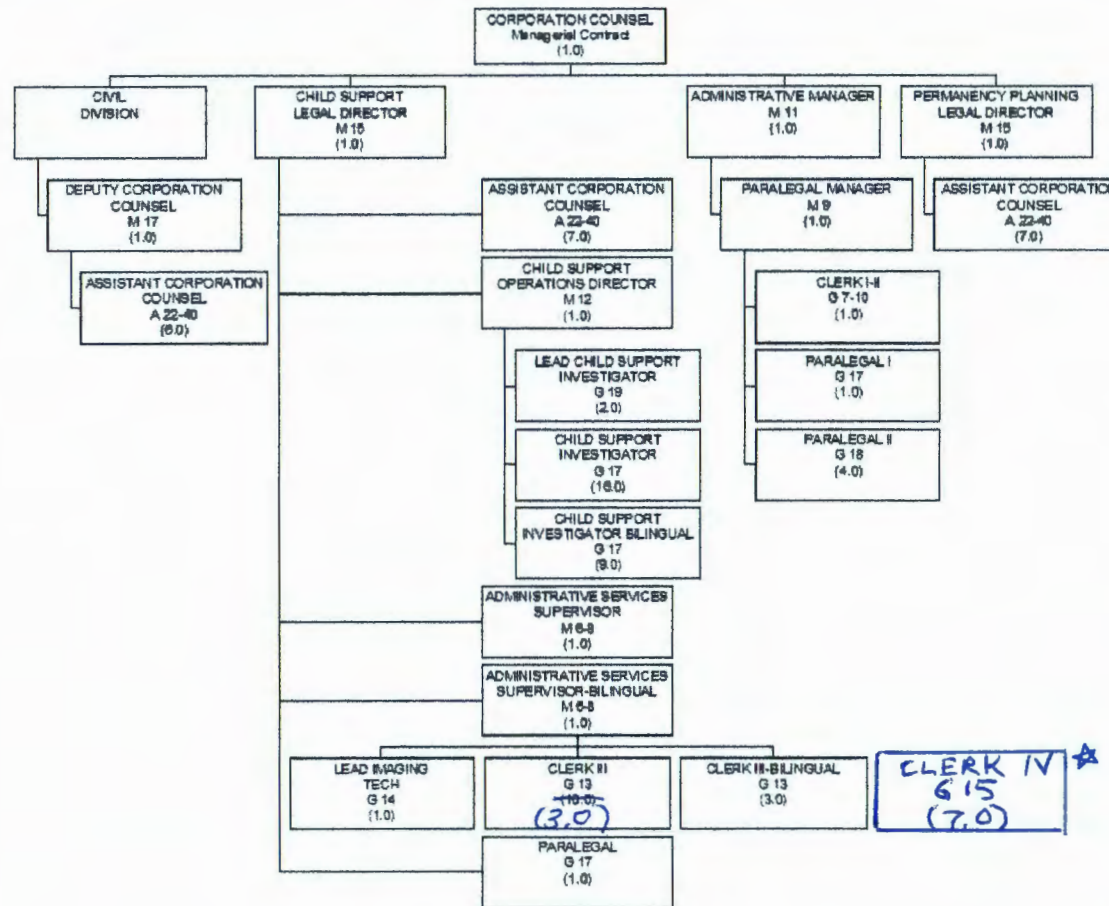 CORPORATION COUNSEL
Managerial Contract
(1.0)
CIVIL
DIVISION
CHILD SUPPORT
LEGAL DIRECTOR
M 15
(1.0)
ADMINISTRATIVE MANAGER
M 11
(1.0)
PERMANENCY PLANNING
LEGAL DIRECTOR
M 15
(1.0)
DEPUTY CORPORATION
COUNSEL
M 17
(1.0)
ASSISTANT CORPORATION
COUNSEL
A 22-40
(7.0)
PARALEGAL MANAGER
M 9
(1.0)
ASSISTANT CORPORATION
COUNSEL
A 22-40
(7.0)
ASSISTANT CORPORATION
COUNSEL
A 22-40
(6.0)
CHILD SUPPORT
OPERATIONS DIRECTOR
M 12
(1.0)
CLERK I-II
G 7-10
(1.0)
LEAD CHILD SUPPORT
INVESTIGATOR
G 19
(2.0)
PARALEGAL I
G 17
(1.0)
CHILD SUPPORT
INVESTIGATOR
G 17
(16.0)
PARALEGAL II
G 18
(4.0)
CHILD SUPPORT
INVESTIGATOR BILINGUAL
G 17
(9.0)
ADMINISTRATIVE SERVICES
SUPERVISOR
M 6-8
(1.0)
ADMINISTRATIVE SERVICES
SUPERVISOR-BILINGUAL
M 6-8
(1.0)
LEAD IMAGING
TECH
G 14
(1.0)
CLERK III
G 13
(10.0)
(3.0)
CLERK III-BILINGUAL
G 13
(3.0)
CLERK IV
G 15
(7.0)
PARALEGAL
G 17
(1.0)